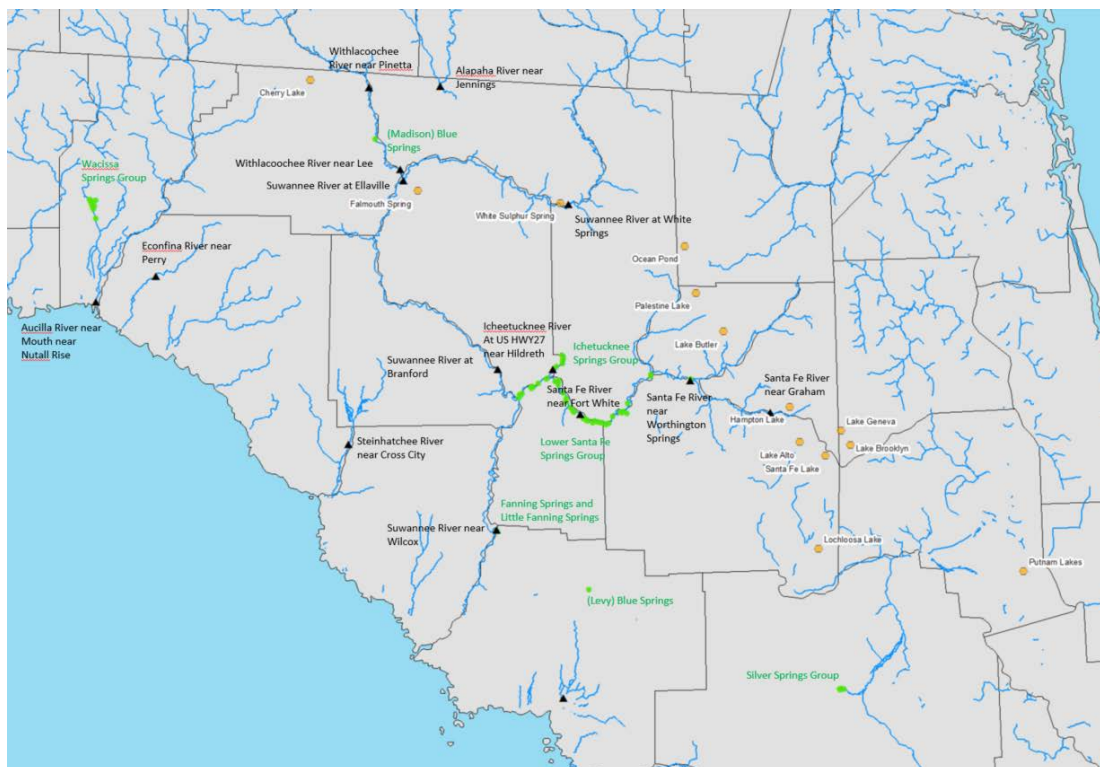 Withlacoochee
River near Pinetta
Alapaha River near
Jennings
Cherry Lake
(Madison) Blue
Springs
Wacissa
Springs Group
Withlacoochee River near Lee
Suwannee River at Ellaville
Falmouth Spring
White Sulphur Spring
Suwannee River at White
Springs
Econfina River near
Perry
Ocean Pond
Palestine Lake
Aucilla River near
Mouth near
Nutall Rise
Icheetucknee River
At US HWY27
near Hildreth
Ichetucknee
Springs Group
Lake Butler
Suwannee River at
Branford
Santa Fe River
near Fort White
Santa Fe River
near
Worthington
Springs
Santa Fe River
near Graham
Hampton Lake
Lake Geneva
Lake Brooklyn
Lake Alto
Santa Fe Lake
Steinhatchee River
near Cross City
Lower Santa Fe
Springs Group
Fanning Springs and
Little Fanning Springs
Suwannee River near
Wilcox
Lochloosa Lake
Putnam Lakes
(Levy) Blue Springs
Silver Springs Group